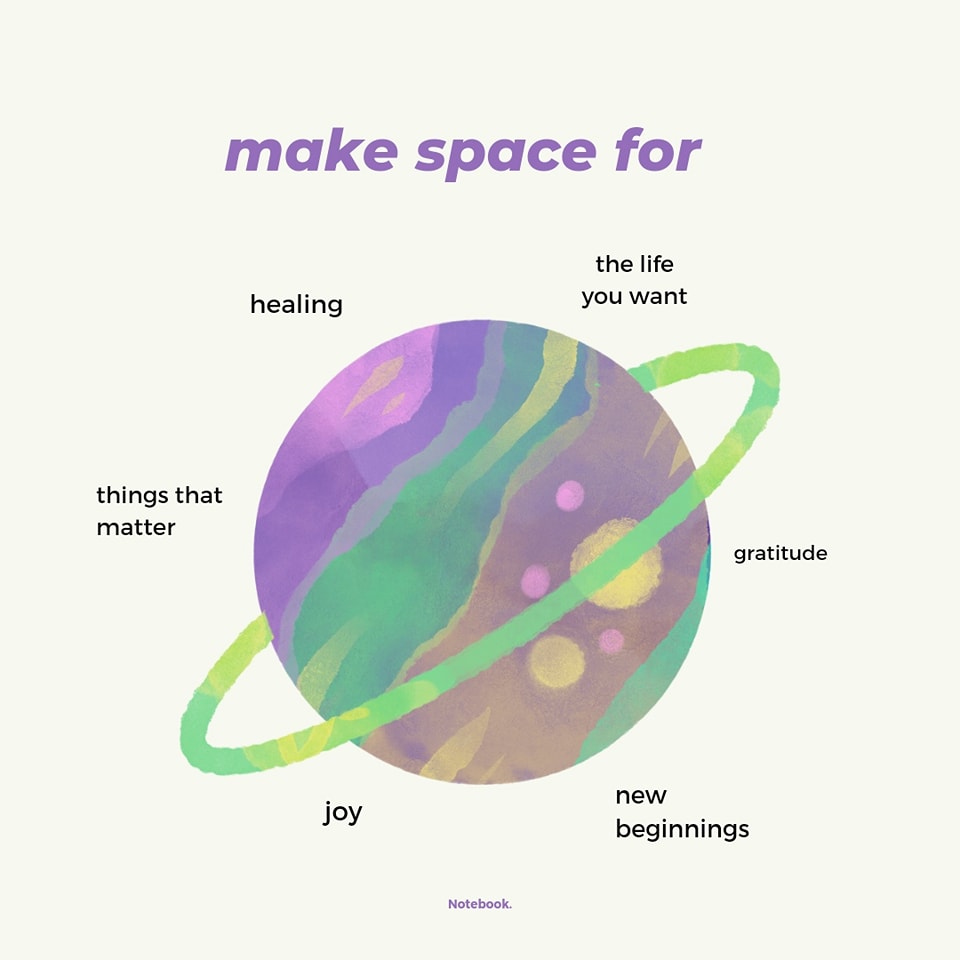 make space for
the life
you want
healing
things that
matter
gratitude
joy
new
beginnings
Notebook.